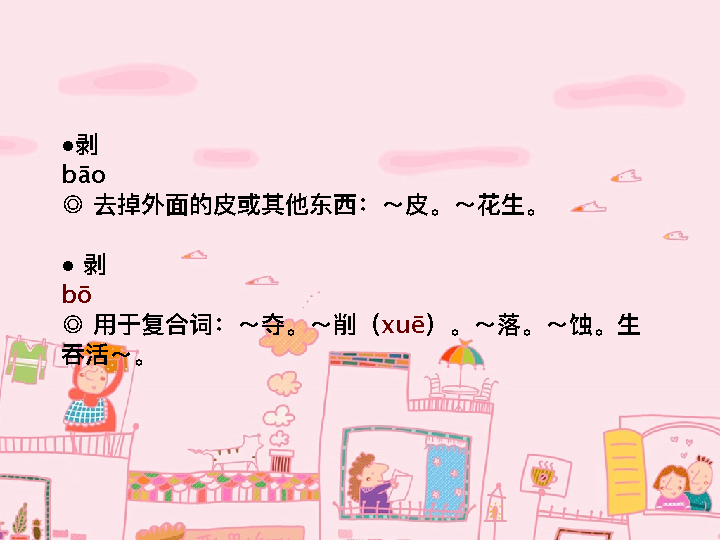 ●剥
bāo
◎ 去掉外面的皮或其他东西：～皮。～花生。
● 剥
bō
◎ 用于复合词：～夺。～削（xuē）。～落。～蚀。生
吞活～。